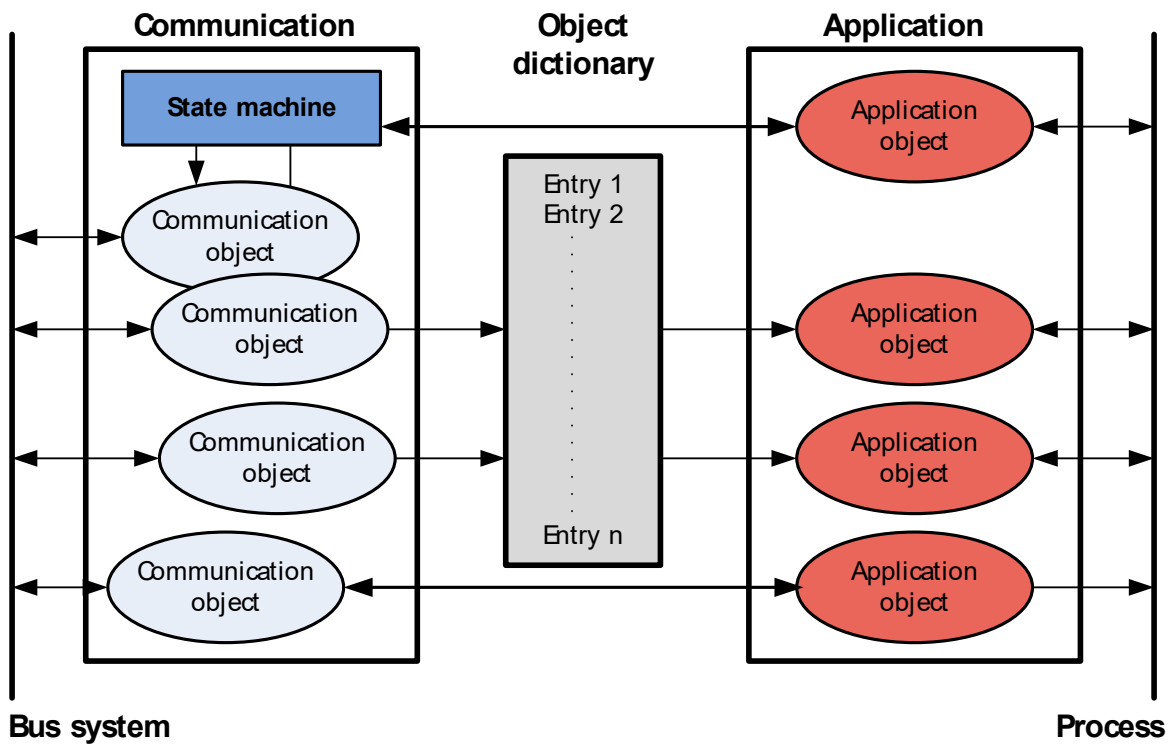 Communication
Object
dictionary
Application
State machine
Application
object
Entry 1
Entry 2
Communication
object
Communication
object
Application
object
Communication
object
Application
object
Entry n
Communication
object
Application
object
Bus system
Process